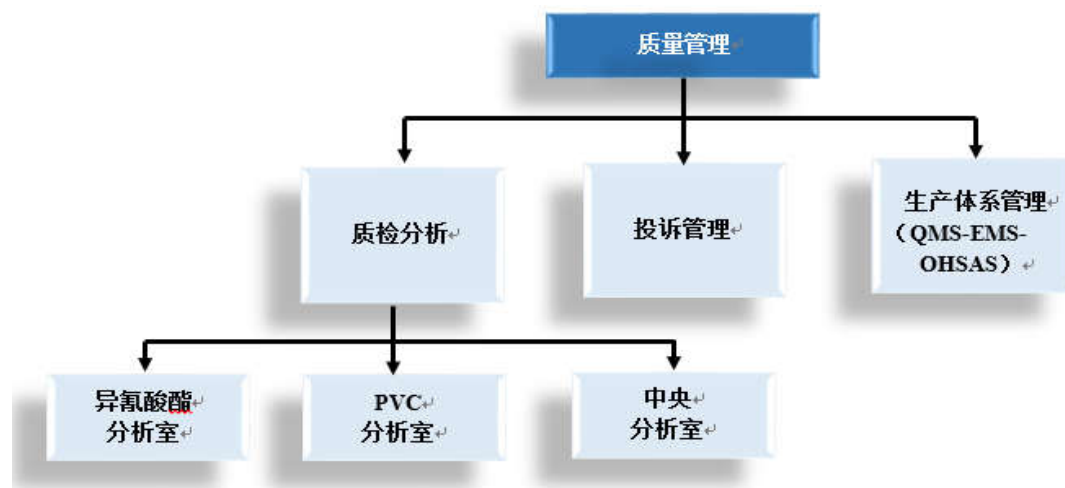 质量管理
质检分析
投诉管理
生产体系管理
（QMS-EMS-
OHSAS）
异氰酸酯
分析室
PVC
分析室
中央
分析室